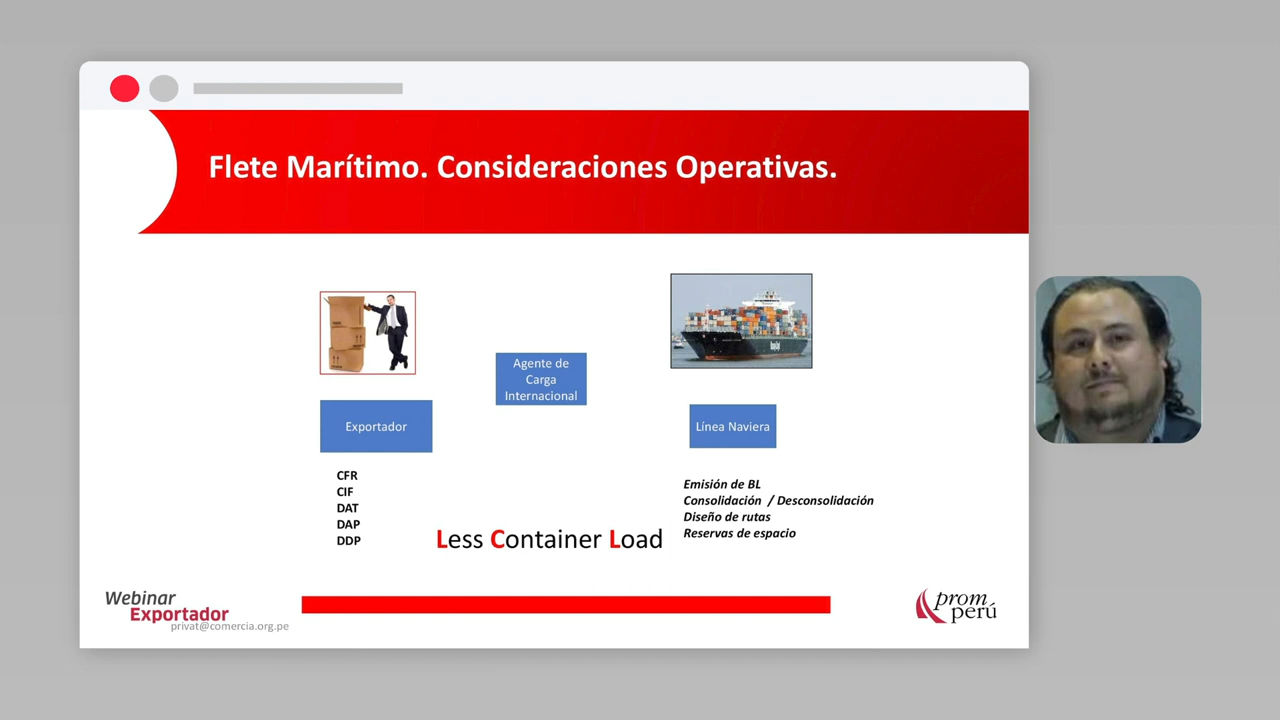 Flete Marítimo. Consideraciones Operativas.
Agente de
Carga
Internacional
Exportador
Línea Naviera
CFR
CIF
DAT
DAP
DDP
Less Container Load
Emisión de BL
Consolidación / Desconsolidación
Diseño de rutas
Reservas de espacio
Webinar
Exportador
privat@comercia.org.pe
prom
perú